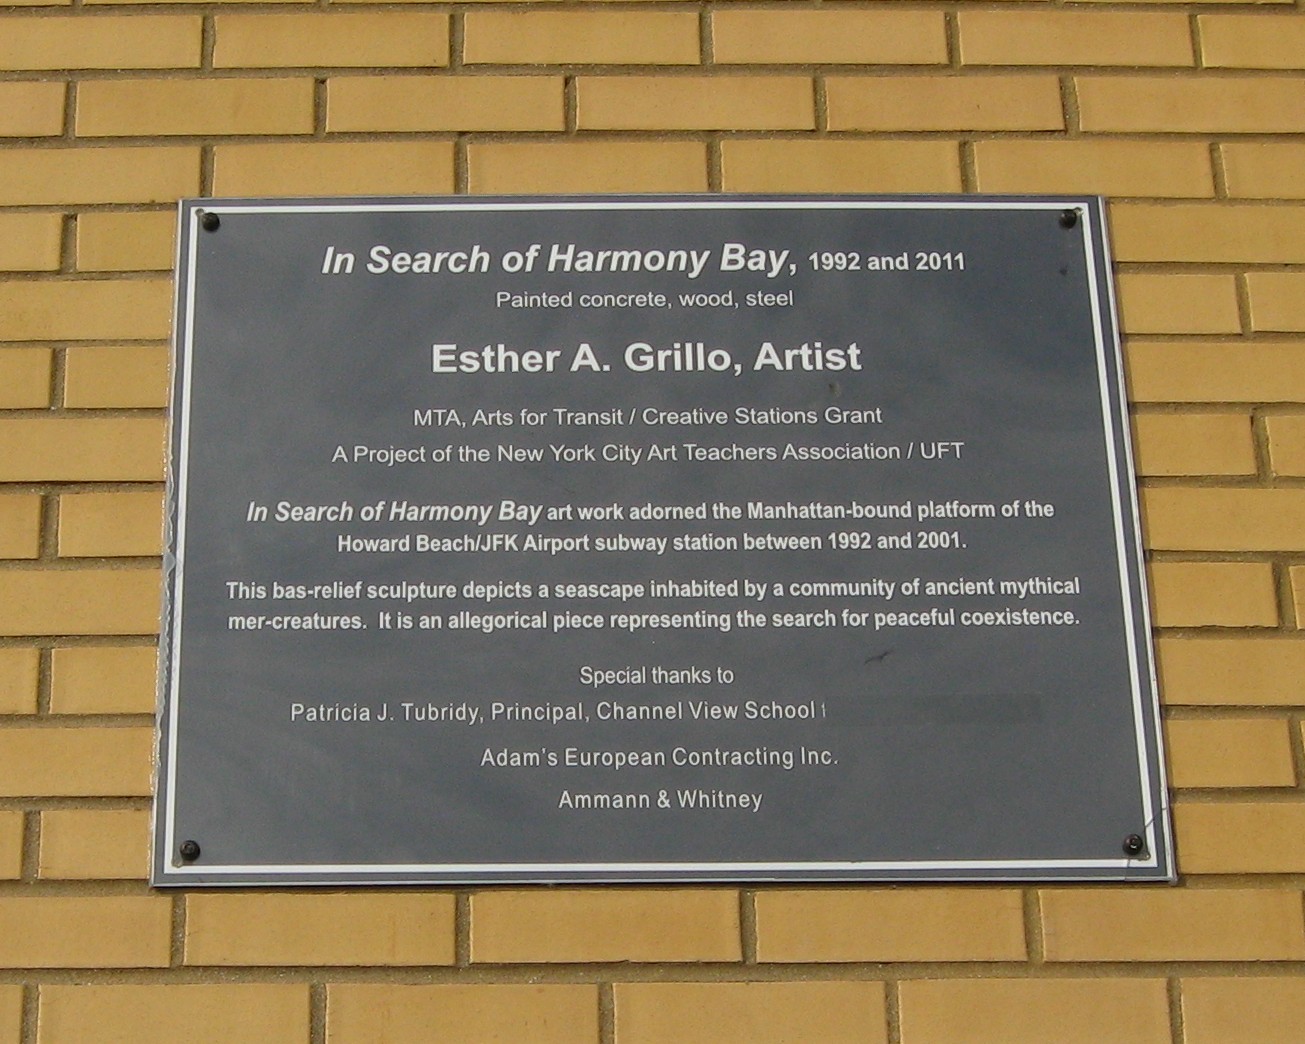 In Search of Harmony Bay, 1992 and 2011
Painted concrete, wood, steel
Esther A. Grillo, Artist
MTA, Arts for Transit / Creative Stations Grant
A Project of the New York City Art Teachers Association / UFT
In Search of Harmony Bay art work adorned the Manhattan-bound platform of the
Howard Beach/JFK Airport subway station between 1992 and 2001.
This bas-relief sculpture depicts a seascape inhabited by a community of ancient mythical
mer-creatures. It is an allegorical piece representing the search for peaceful coexistence.
Special thanks to
Patricia J. Tubridy, Principal, Channel View School
Adam's European Contracting Inc.
Ammann & Whitney